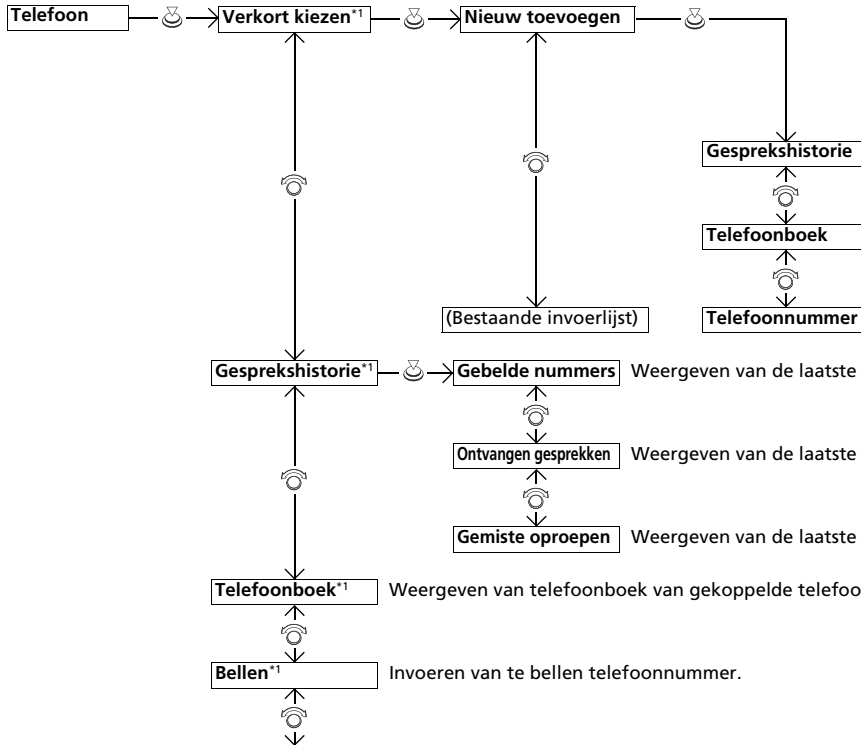 Telefoon
Verkort kiezen*1
Nieuw toevoegen
Gesprekshistorie
Telefoonboek
(Bestaande invoerlijst)
Telefoonnummer
Gesprekshistorie*1
Gebelde nummers
Weergeven van de laatste
Ontvangen gesprekken
Weergeven van de laatste
Gemiste oproepen
Weergeven van de laatste
Telefoonboek*1
Weergeven van telefoonboek van gekoppelde telefoo
Bellen*1
Invoeren van te bellen telefoonnummer.